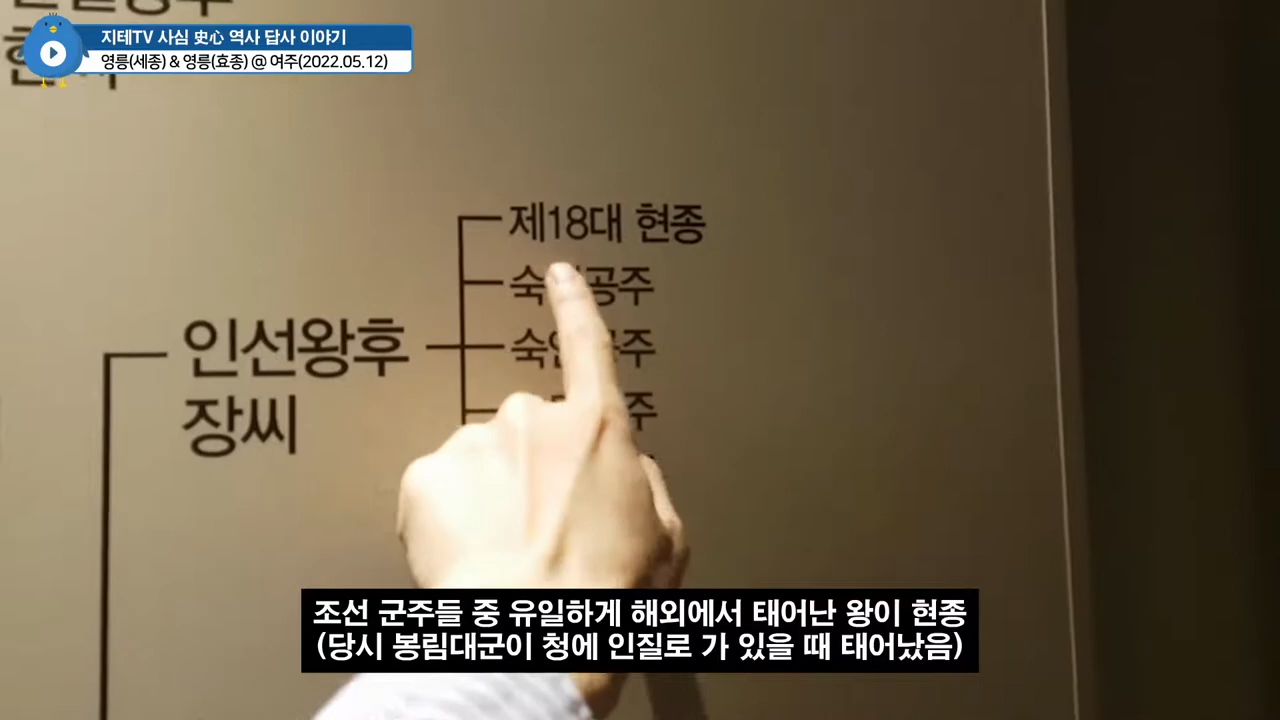 지테TV 사심 史心 역사 답사 이야기
영릉(세종) & 영릉(효종) @ 여주(2022.05.12)
제18대 현종
인선왕후
장씨
조선 군주들 중 유일하게 해외에서 태어난 왕이 현종
(당시 봉림대군이 청에 인질로 가 있을 때 태어났음)